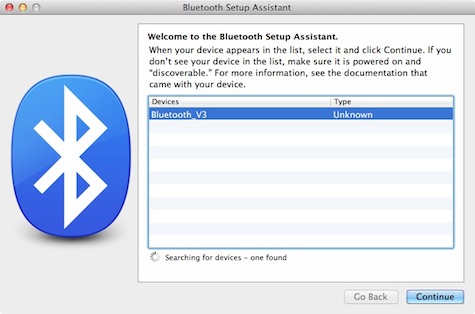 Bluetooth Setup Assistant
Welcome to the Bluetooth Setup Assistant.
When your device appears in the list, select it and click Continue. If you
don't see your device in the list, make sure it is powered on and
“discoverable.” For more information, see the documentation that
came with your device.
Devices Type
Bluetooth_V3 Unknown
Searching for devices – one found
Go Back Continue